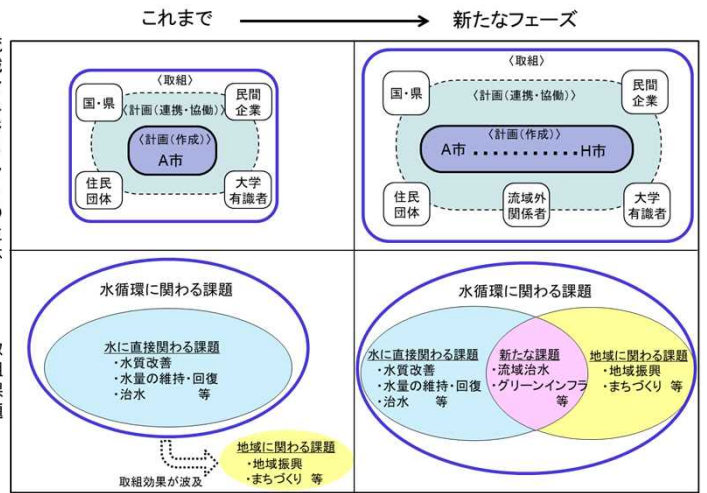 これまで
新たなフェーズ
〈取組〉
国・県
民間
企業
〈計画(連携・協働)〉
〈計画(作成)〉
A市
住民
団体
大学
有識者
〈取組〉
国・県
民間
企業
〈計画(連携・協働)〉
〈計画(作成)〉
A市 ・・・・・・・・・・ H市
住民
団体
流域外
関係者
大学
有識者
水循環に関わる課題
水に直接関わる課題
・水質改善
・水量の維持・回復
・治水 等
取組効果が波及
地域に関わる課題
・地域振興
・まちづくり 等
水循環に関わる課題
水に直接関わる課題
・水質改善
・水量の維持・回復
・治水 等
新たな課題
・流域治水
・グリーンインフラ
等
地域に関わる課題
・地域振興
・まちづくり 等